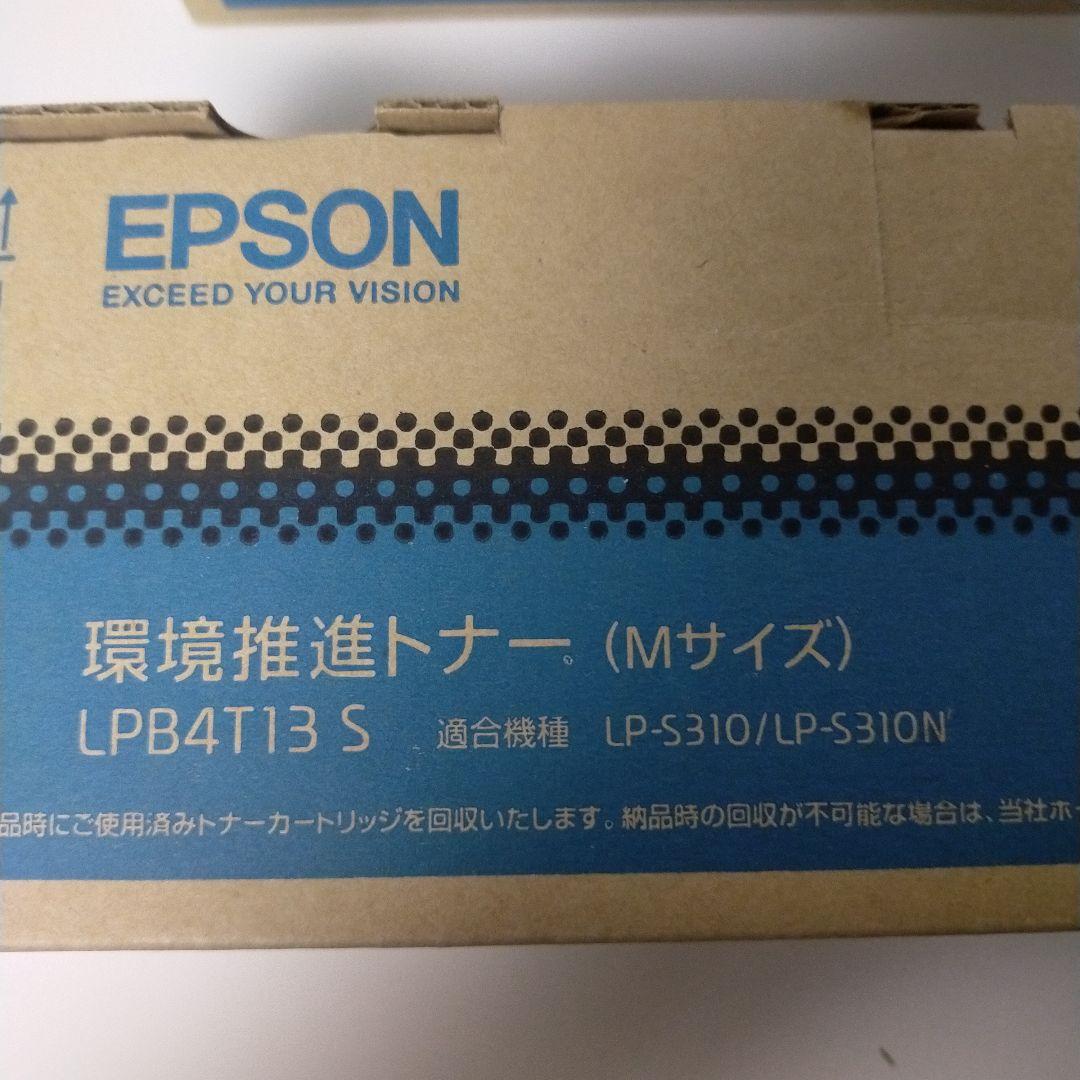 EPSON
EXCEED YOUR VISION
環境推進トナー。(Mサイズ)
LPB4T13 S 適合機種 LP-S310/LP-S310N
品時にご使用済みトナーカートリッジを回収いたします。納品時の回収が不可能な場合は、当社ホー